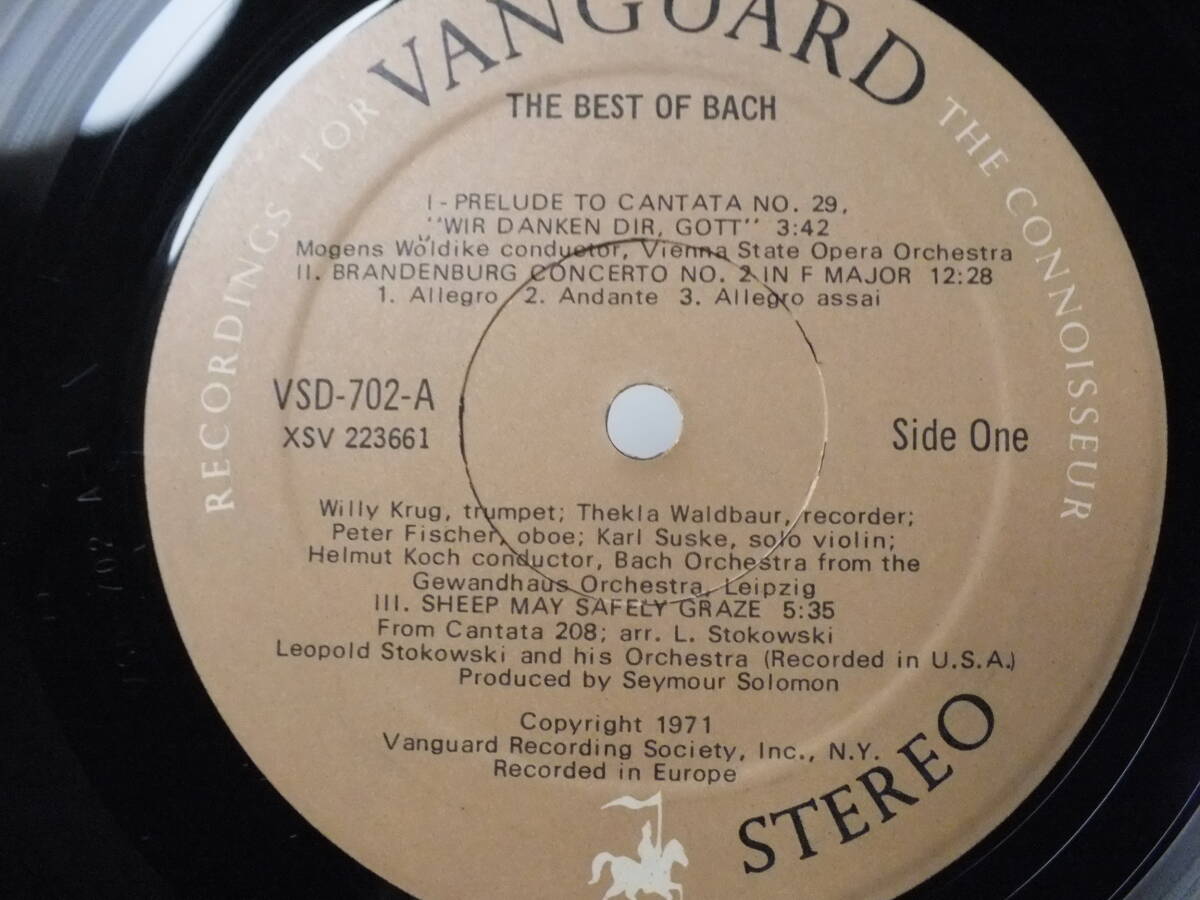 VANGUARD
RECORDINGS FOR THE CONNOISSEUR
THE BEST OF BACH
I - PRELUDE TO CANTATA NO. 29,
"WIR DANKEN DIR, GOTT" 3:42
Mogens Wöldike conductor, Vienna State Opera Orchestra
II. BRANDENBURG CONCERTO NO. 2 IN F MAJOR 12:28
1. Allegro 2. Andante 3. Allegro assai
VSD-702-A
XSV 223661
Side One
Willy Krug, trumpet; Thekla Waldbaur, recorder;
Peter Fischer, oboe; Karl Suske, solo violin;
Helmut Koch conductor, Bach Orchestra from the
Gewandhaus Orchestra, Leipzig
III. SHEEP MAY SAFELY GRAZE 5:35
From Cantata 208; arr. L. Stokowski
Leopold Stokowski and his Orchestra (Recorded in U.S.A.)
Produced by Seymour Solomon
Copyright 1971
Vanguard Recording Society, Inc., N.Y.
Recorded in Europe
STEREO